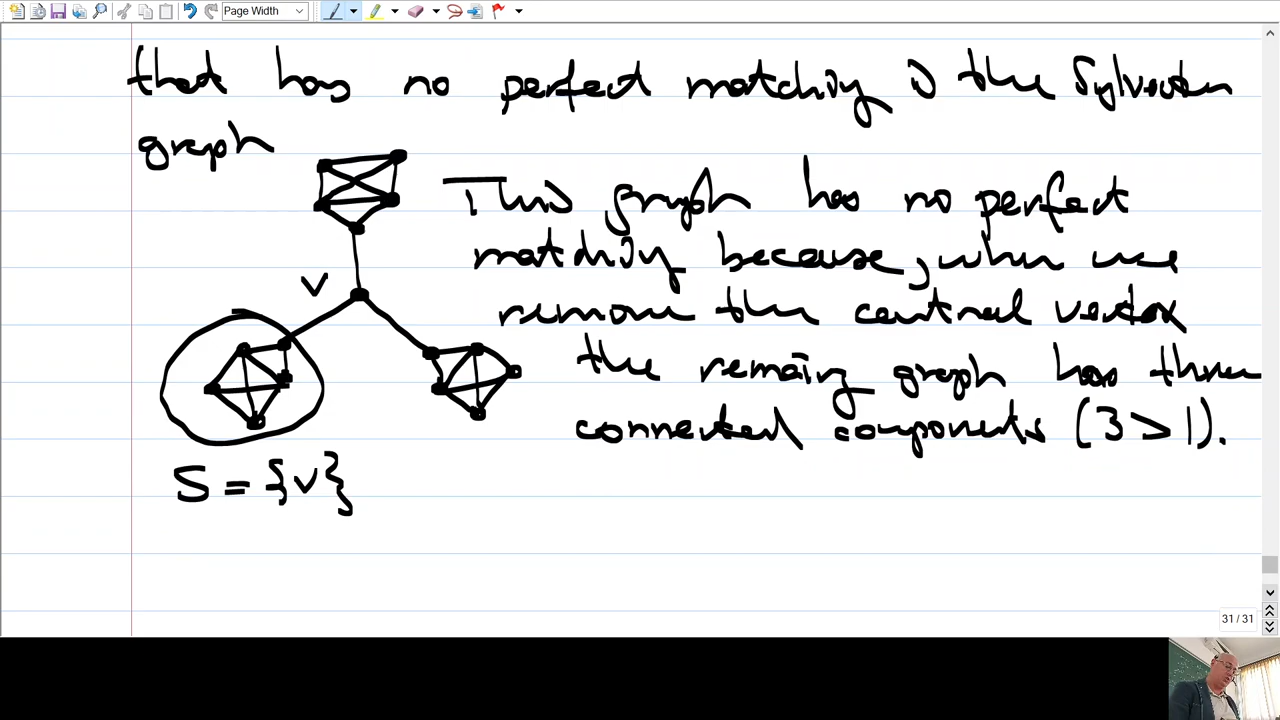 Page Width
that has no perfect matching is the Sylvester
graph
This graph has no perfect
matching because, when we
remove the central vertex
v
the remaing graph has three
connected components (3 > 1).
S = {v}
31 / 31